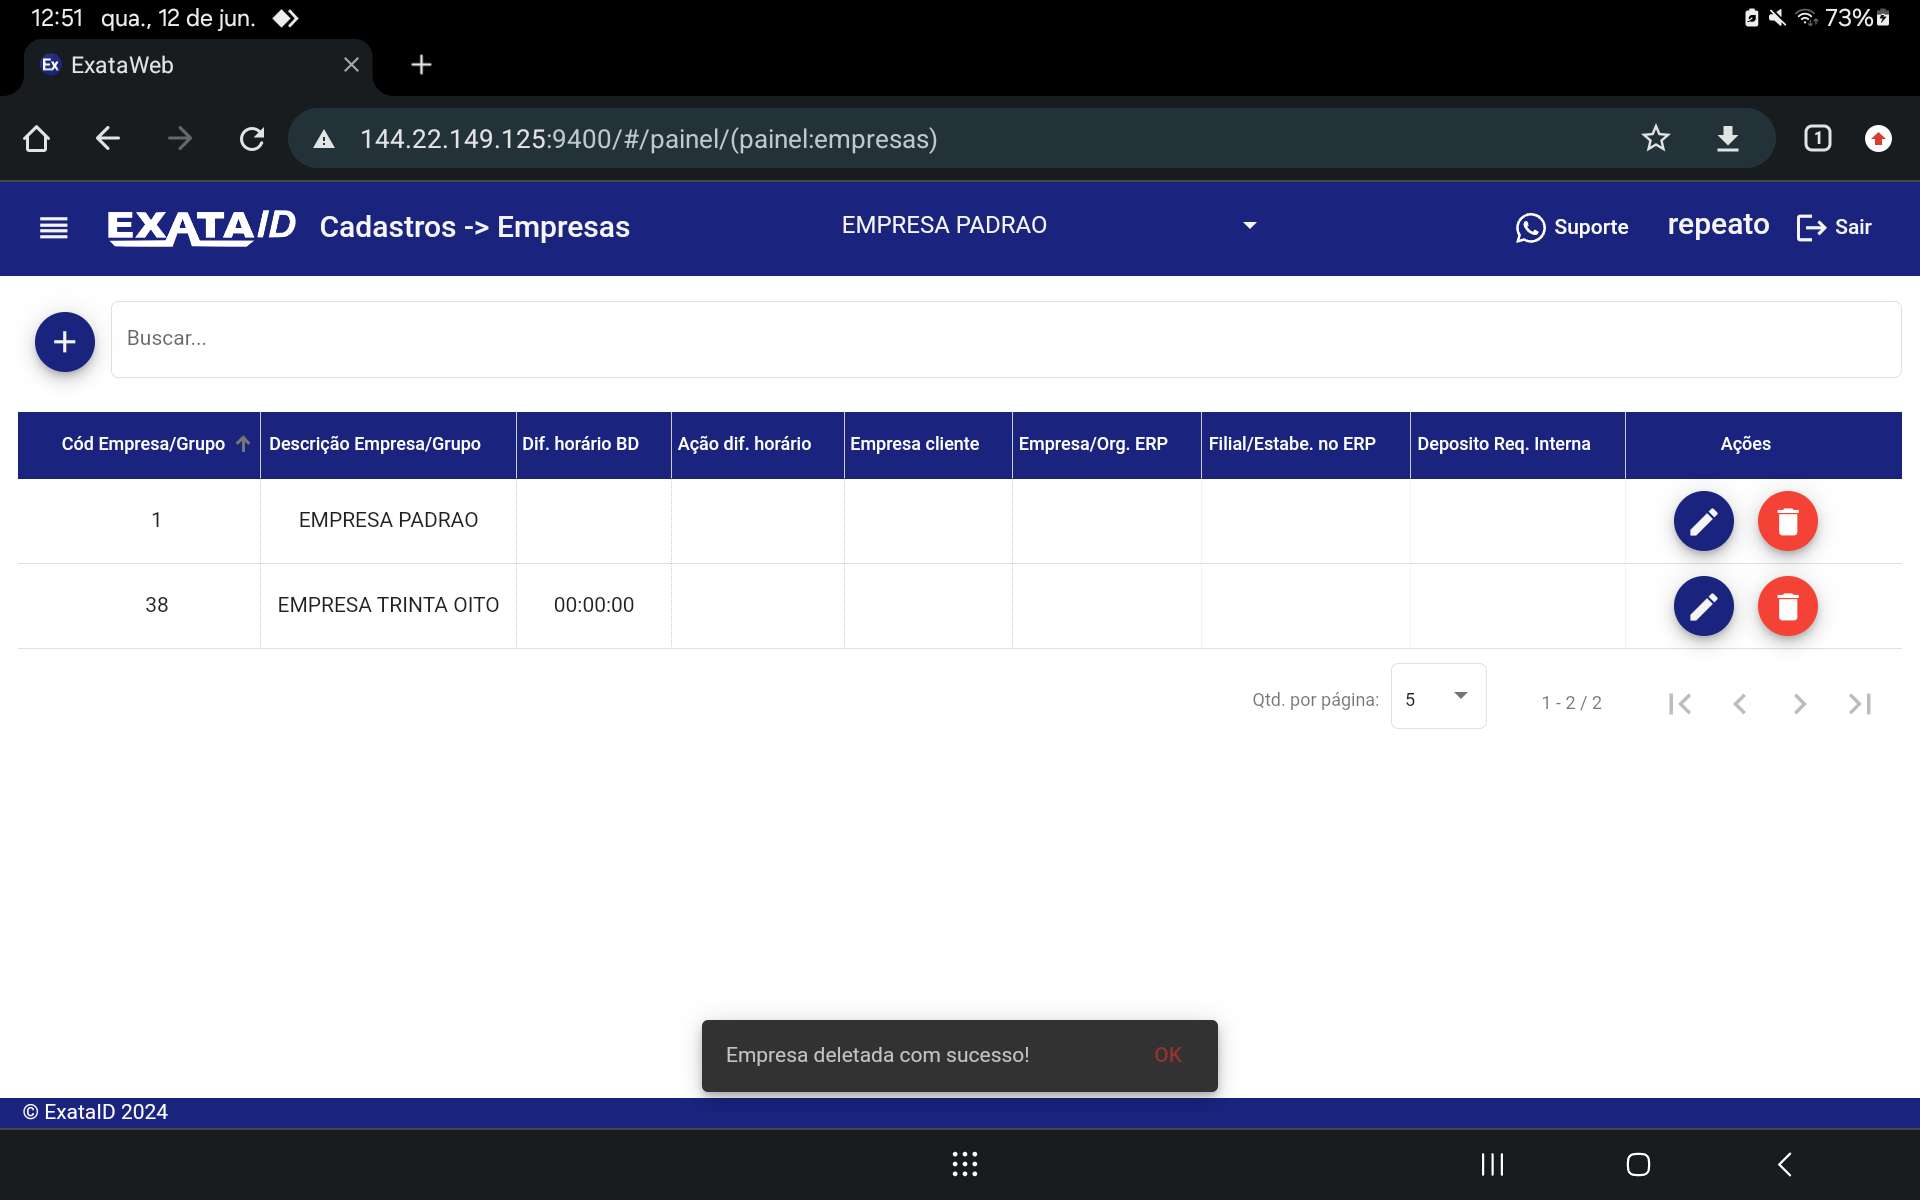 12:51 qua., 12 de jun. 73%
Ex ExataWeb
144.22.149.125:9400/#/painel/(painel:empresas) 1
EXATAID Cadastros -> Empresas EMPRESA PADRAO Suporte repeato Sair
Buscar...
Cód Empresa/Grupo Descrição Empresa/Grupo Dif. horário BD Ação dif. horário Empresa cliente Empresa/Org. ERP Filial/Estabe. no ERP Deposito Req. Interna Ações
1 EMPRESA PADRAO
38 EMPRESA TRINTA OITO 00:00:00
Qtd. por página: 5 1 - 2 / 2
Empresa deletada com sucesso! OK
© ExataID 2024